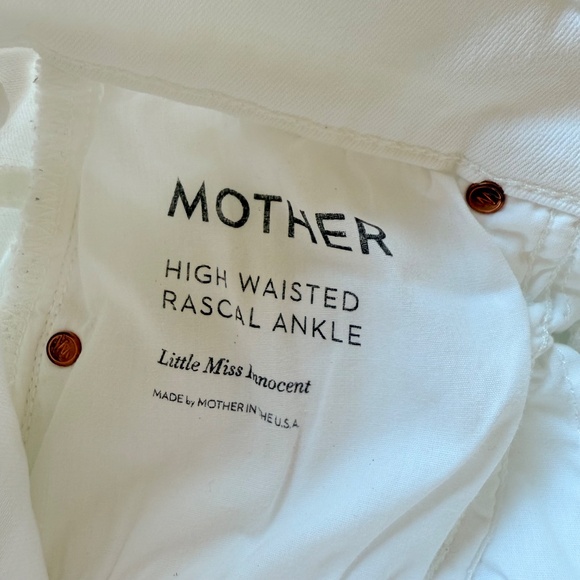 MOTHER
HIGH WAISTED
RASCAL ANKLE
Little Miss Innocent
MADE by MOTHER IN THE U.S.A